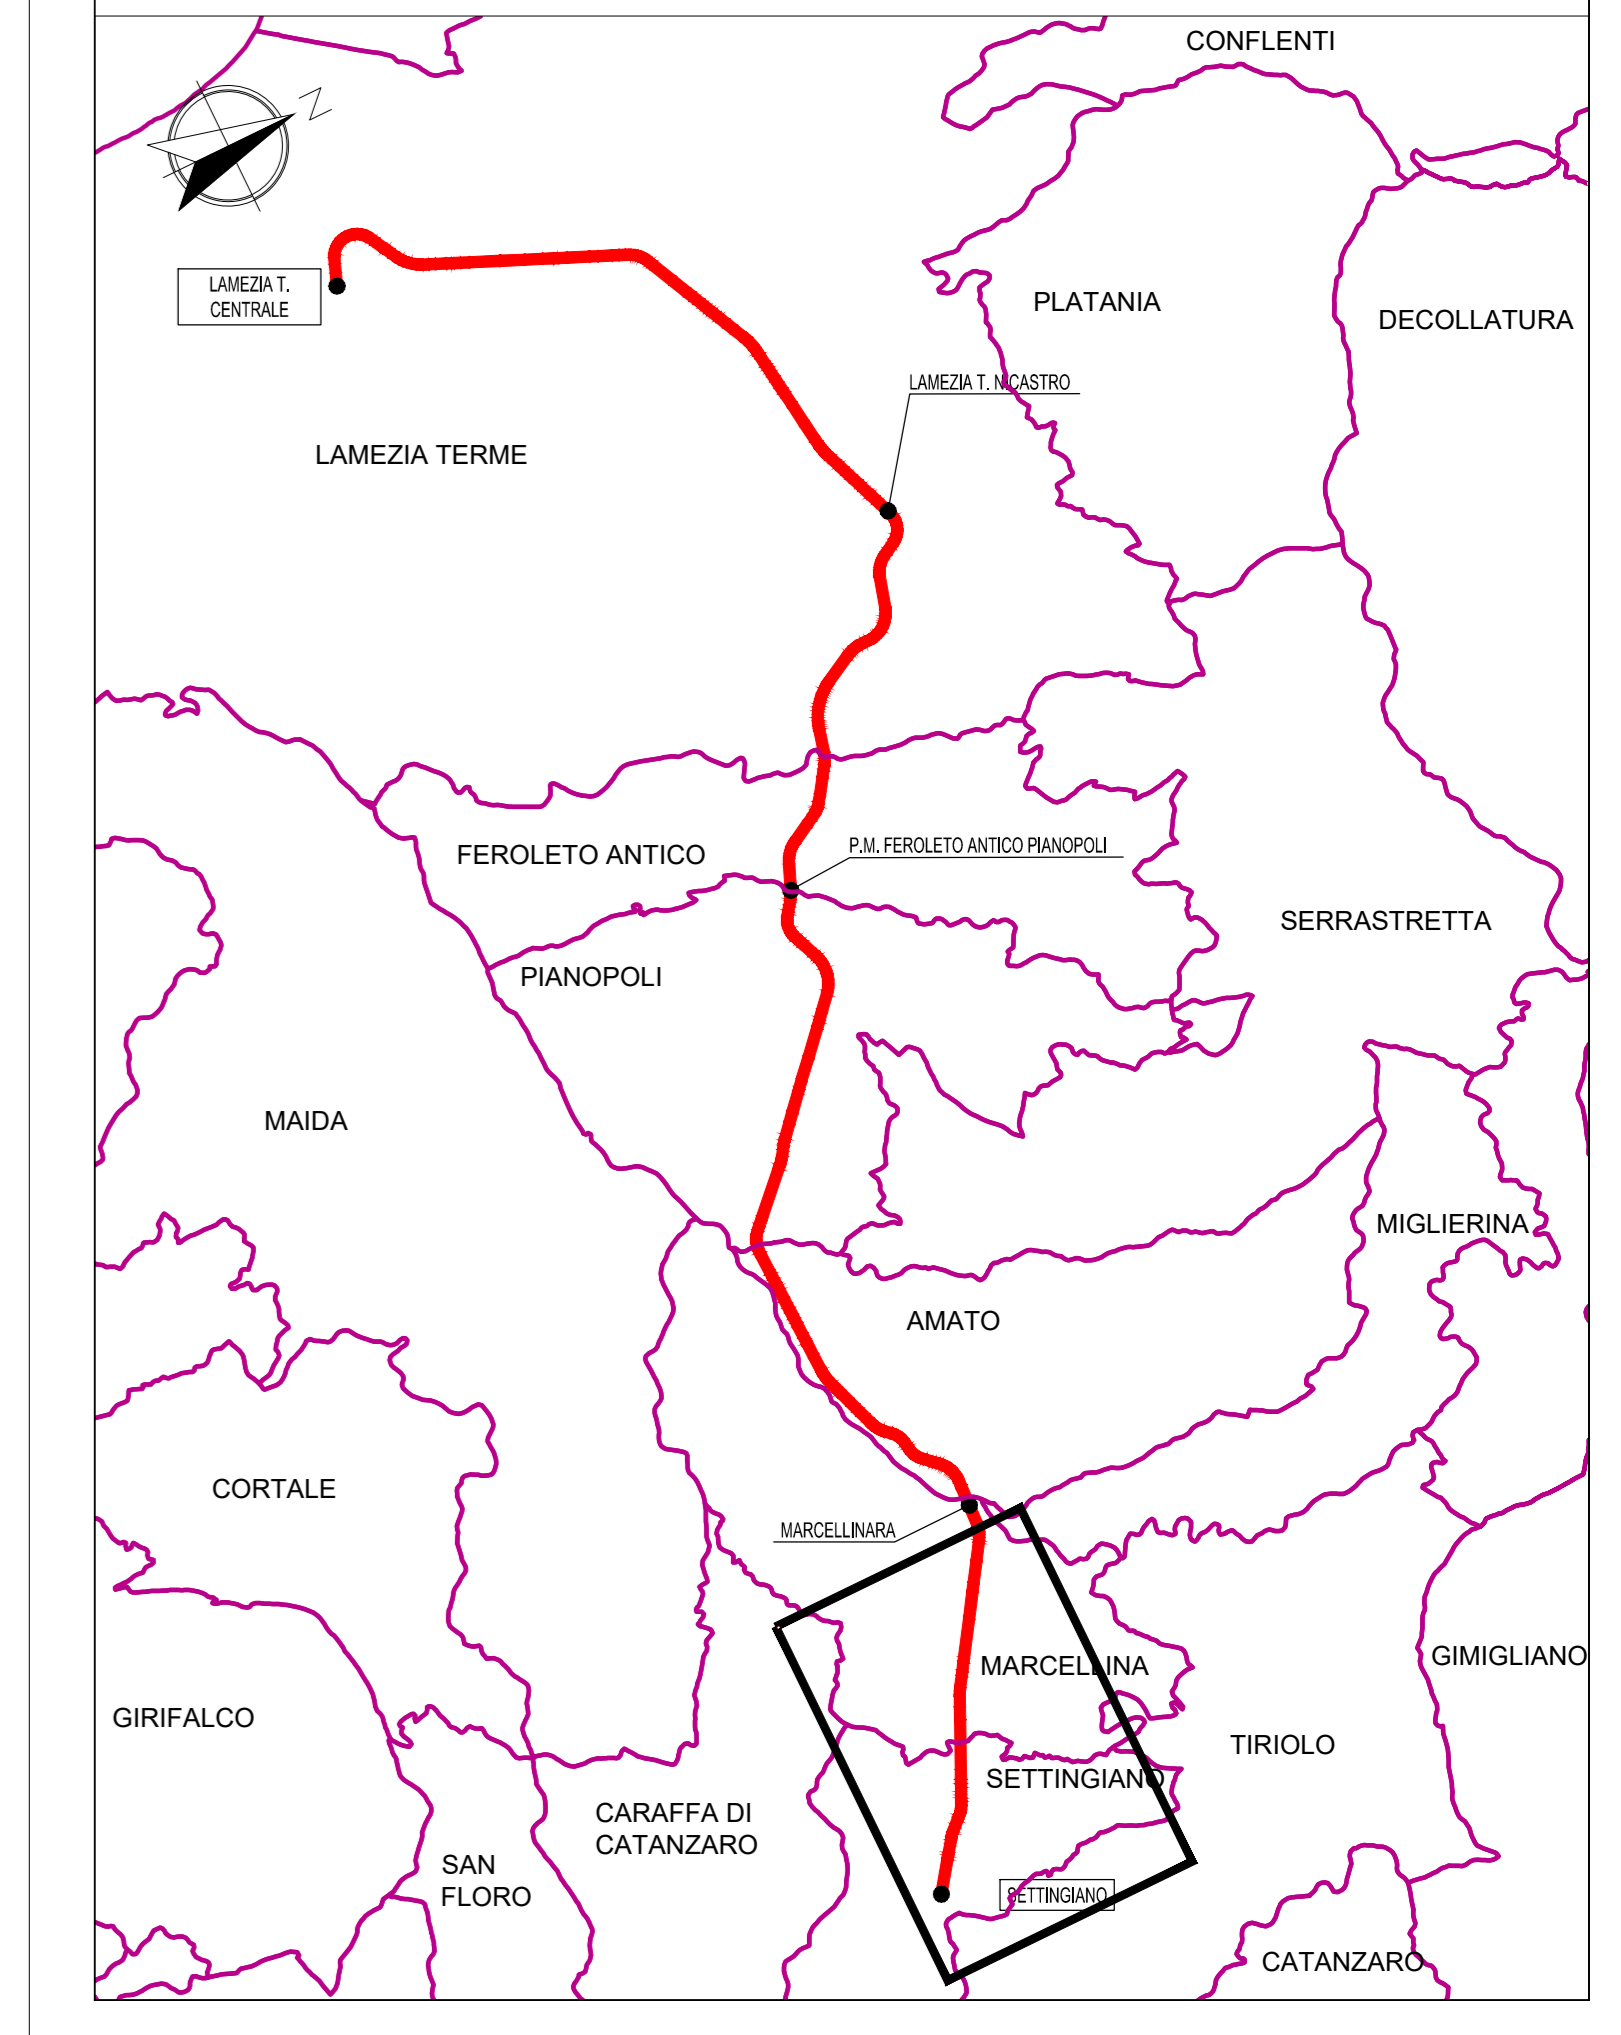 CONFLENTI
N
LAMEZIA T.
CENTRALE
PLATANIA
DECOLLATURA
LAMEZIA T. NICASTRO
LAMEZIA TERME
P.M. FEROLETO ANTICO PIANOPOLI
FEROLETO ANTICO
SERRASTRETTA
PIANOPOLI
MAIDA
MIGLIERINA
AMATO
CORTALE
MARCELLINARA
MARCELLINA
GIMIGLIANO
GIRIFALCO
TIRIOLO
SETTINGIANO
CARAFFA DI
CATANZARO
SAN
FLORO
SETTINGIANO
CATANZARO